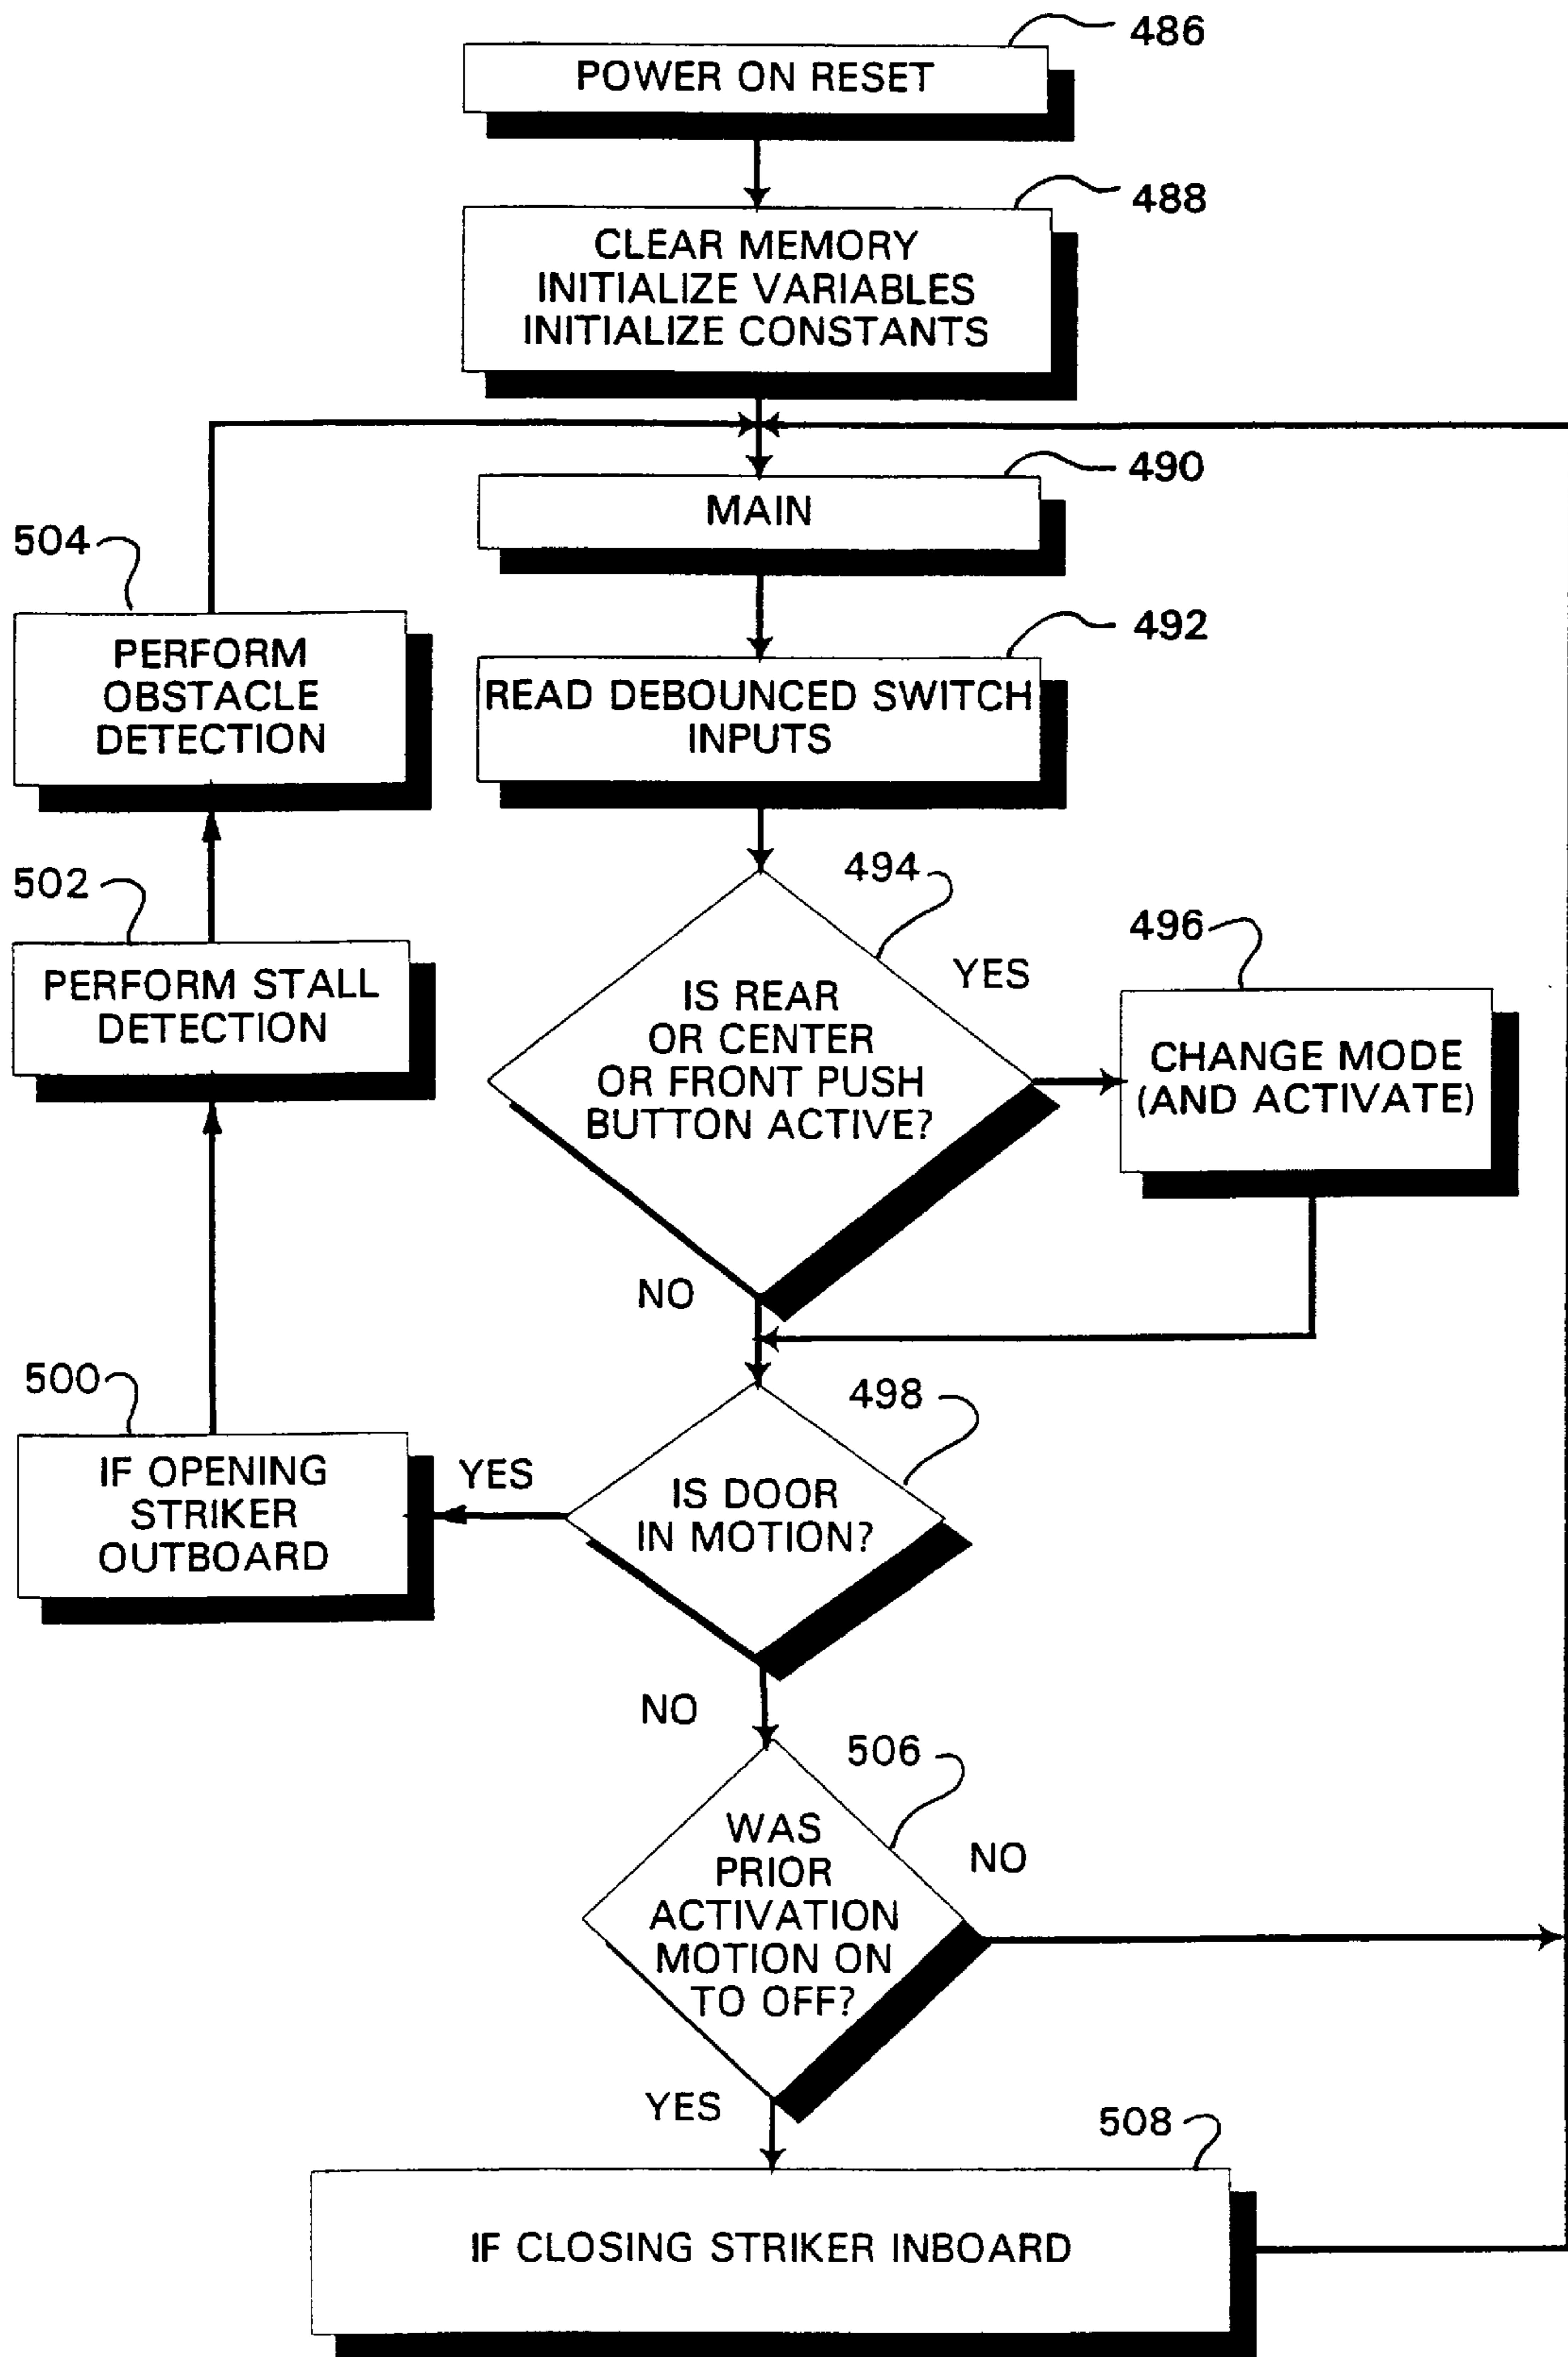 486
POWER ON RESET
488
CLEAR MEMORY
INITIALIZE VARIABLES
INITIALIZE CONSTANTS
490
MAIN
504
PERFORM
OBSTACLE
DETECTION
492
READ DEBOUNCED SWITCH
INPUTS
494
502
PERFORM STALL
DETECTION
YES
496
IS REAR
OR CENTER
OR FRONT PUSH
BUTTON ACTIVE?
CHANGE MODE
(AND ACTIVATE)
NO
500
IF OPENING
STRIKER
OUTBOARD
YES
498
IS DOOR
IN MOTION?
NO
506
WAS
PRIOR
ACTIVATION
MOTION ON
TO OFF?
NO
YES
508
IF CLOSING STRIKER INBOARD